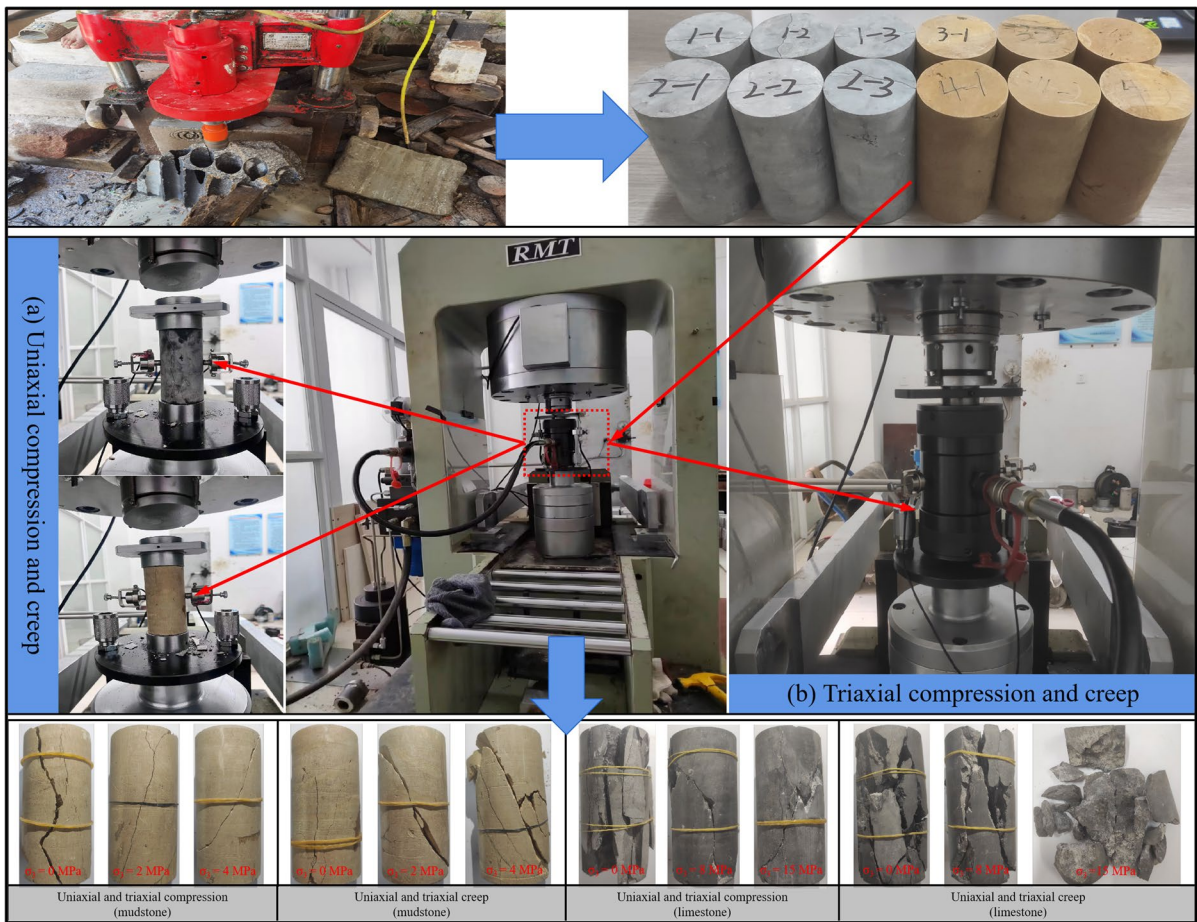 1-1
1-2
1-3
3-1
2-1
2-2
2-3
4-1
RMT
(a) Uniaxial compression and creep
(b) Triaxial compression and creep
σ₃ = 0 MPa
σ₃ = 2 MPa
σ₃ = 4 MPa
σ₃ = 0 MPa
σ₃ = 2 MPa
σ₃ = 4 MPa
σ₃ = 0 MPa
σ₃ = 8 MPa
σ₃ = 15 MPa
σ₃ = 0 MPa
σ₃ = 8 MPa
σ₃ = 15 MPa
Uniaxial and triaxial compression
(mudstone)
Uniaxial and triaxial creep
(mudstone)
Uniaxial and triaxial compression
(limestone)
Uniaxial and triaxial creep
(limestone)